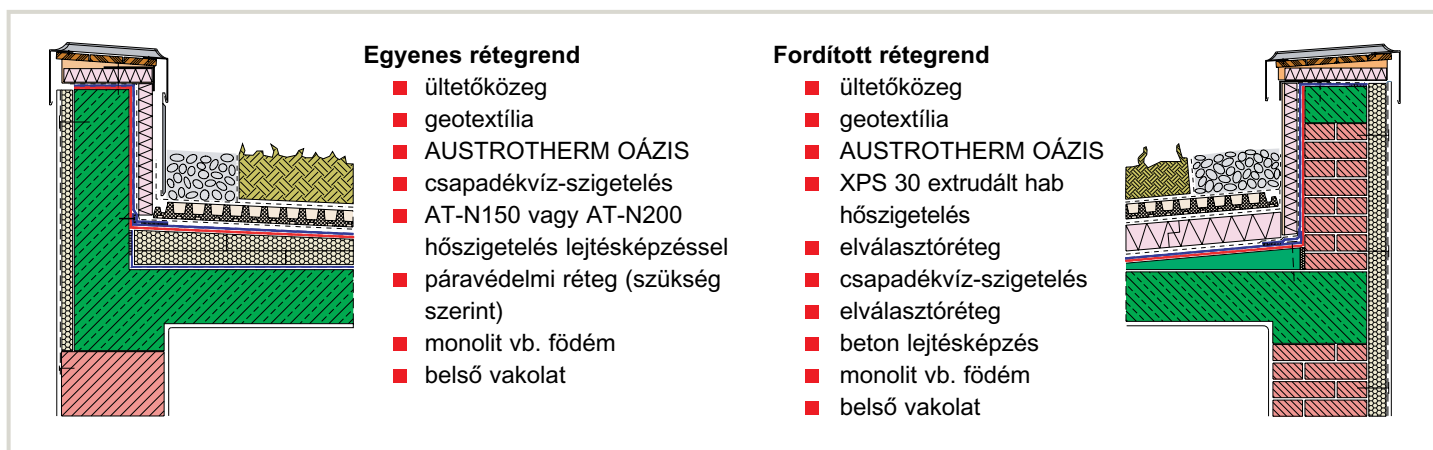 Egyenes rétegrend
ültetőközeg
geotextília
AUSTROTHERM OÁZIS
csapadékvíz-szigetelés
AT-N150 vagy AT-N200
hőszigetelés lejtésképzéssel
páravédelmi réteg (szükség
szerint)
monolit vb. födém
belső vakolat
Fordított rétegrend
ültetőközeg
geotextília
AUSTROTHERM OÁZIS
XPS 30 extrudált hab
hőszigetelés
elválasztóréteg
csapadékvíz-szigetelés
elválasztóréteg
beton lejtésképzés
monolit vb. födém
belső vakolat